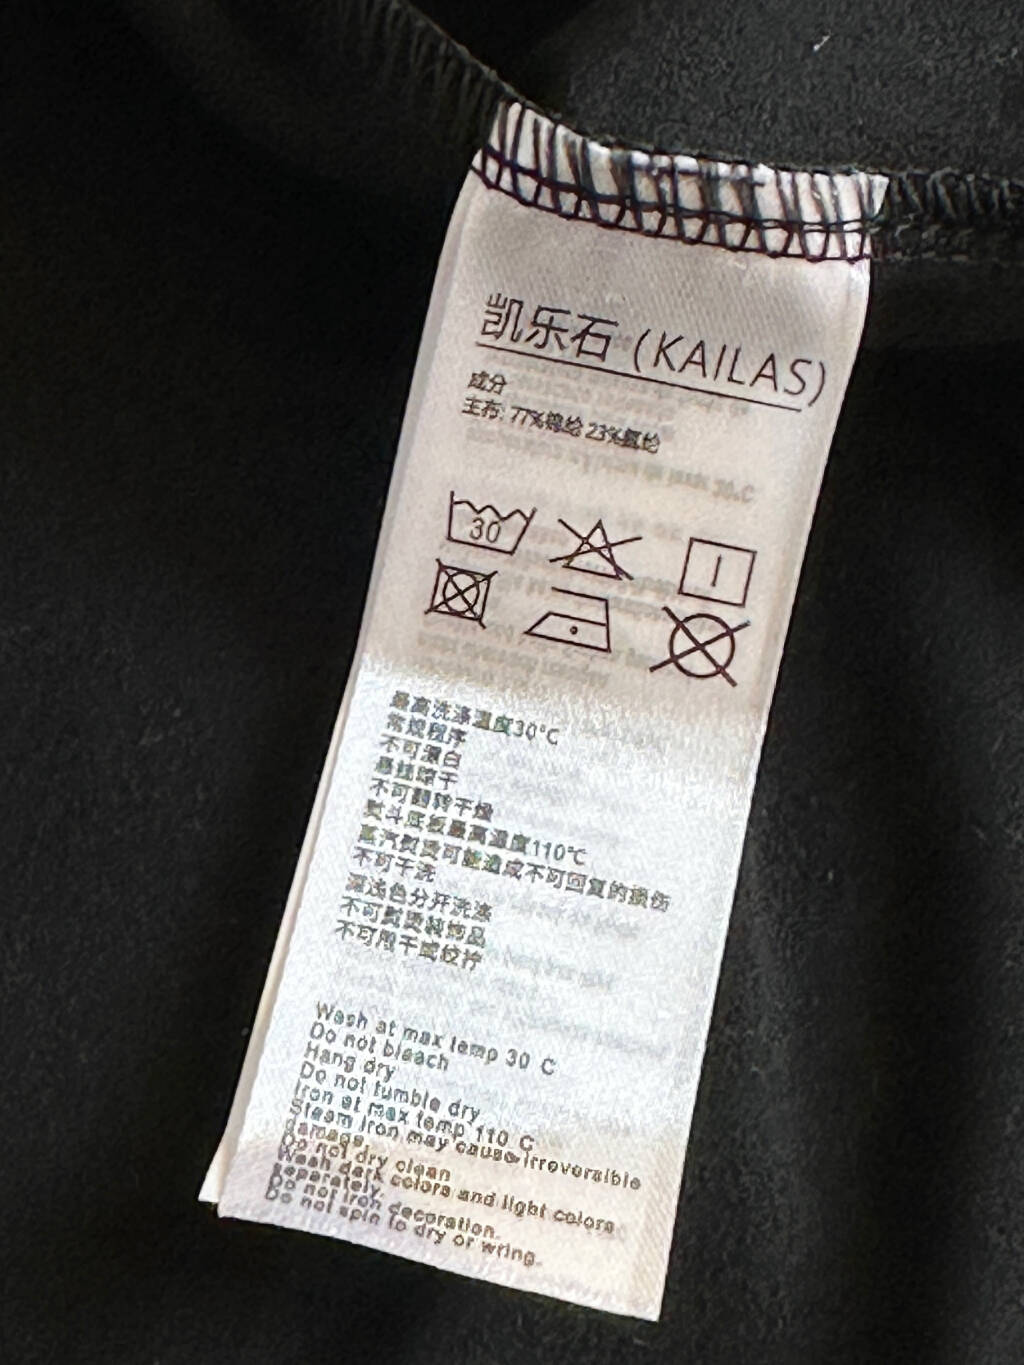 凯乐石 (KAILAS)
成分
主布: 77%锦纶 23%氨纶
30
最高洗涤温度30°C
常规程序
不可漂白
悬挂晾干
不可翻转干燥
熨斗底板最高温度110°C
蒸汽熨烫可能造成不可回复的损伤
不可干洗
深浅色分开洗涤
不可熨烫装饰品
不可甩干或绞拧
Wash at max temp 30 C
Do not bleach
Hang dry
Do not tumble dry
Iron at max temp 110 C
Steam iron may cause irreversible
damage.
Do not dry clean
Wash dark colors and light colors
separately.
Do not iron decoration.
Do not spin to dry or wring.